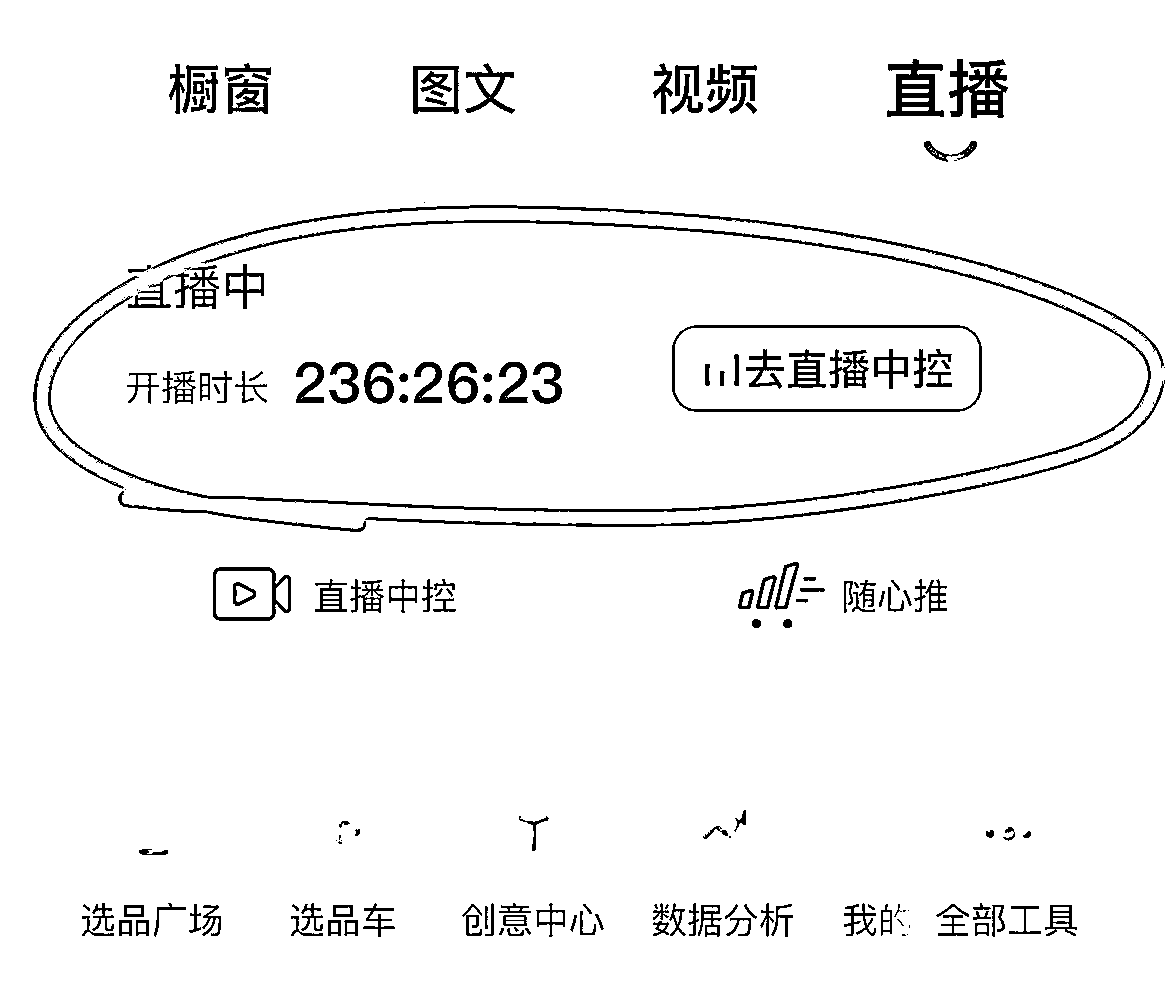 橱窗 图文 视频 直播
直播中
开播时长 236:26:23 去直播中控
直播中控 随心推
选品广场 选品车 创意中心 数据分析 我的 全部工具